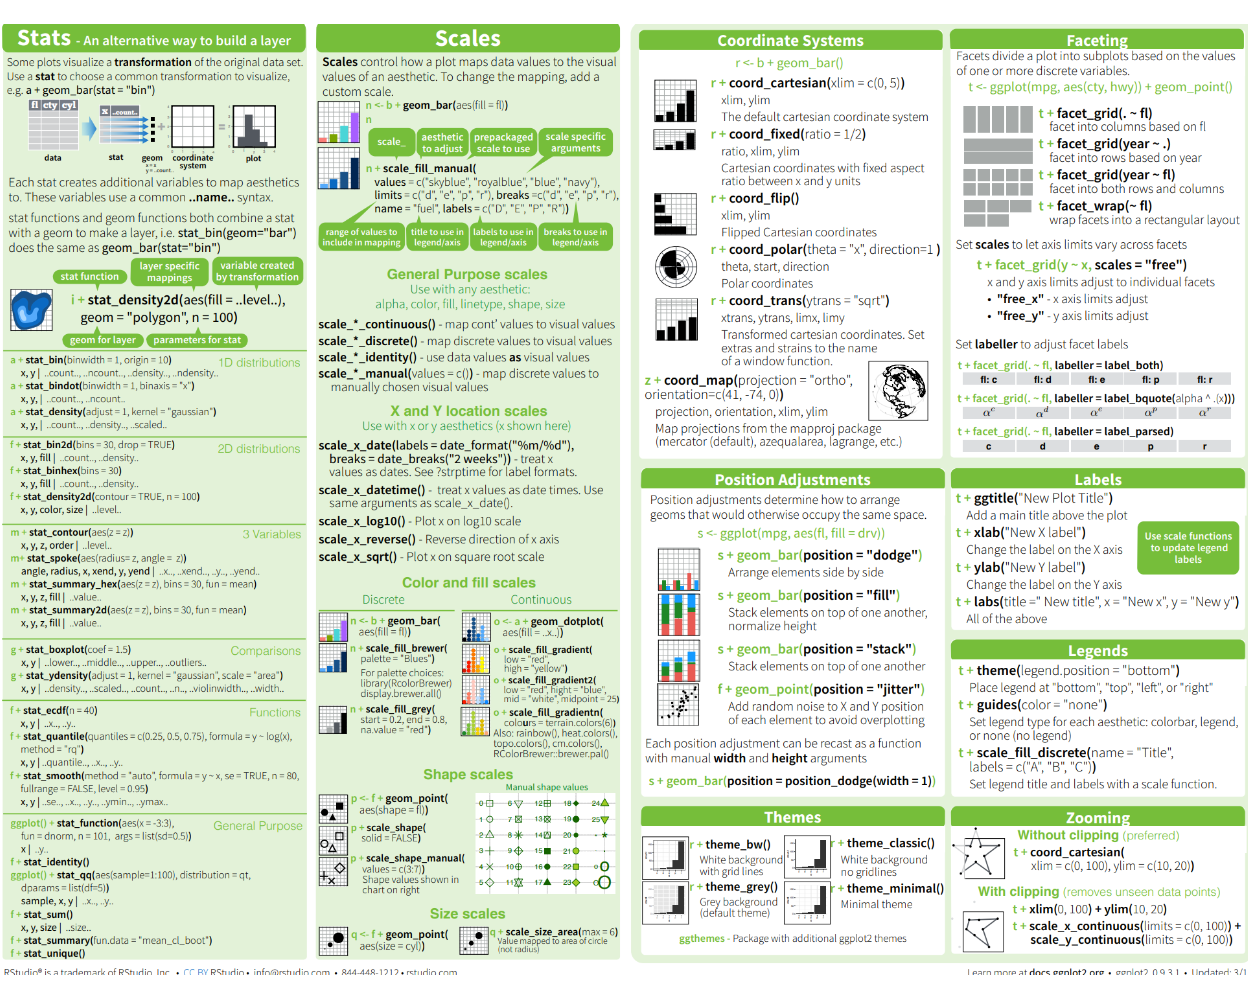 Stats - An alternative way to build a layer
Some plots visualize a transformation of the original data set.
Use a stat to choose a common transformation to visualize,
e.g. a + geom_bar(stat = "bin")
fl cty cyl
x ..count..
data
stat
geom
x = x
y = ..count..
coordinate
system
plot
Each stat creates additional variables to map aesthetics
to. These variables use a common ..name.. syntax.
stat functions and geom functions both combine a stat
with a geom to make a layer, i.e. stat_bin(geom="bar")
does the same as geom_bar(stat="bin")
stat function
layer specific
mappings
variable created
by transformation
i + stat_density2d(aes(fill = ..level..),
geom = "polygon", n = 100)
geom for layer
parameters for stat
1D distributions
a + stat_bin(binwidth = 1, origin = 10)
x, y | ..count.., ..ncount.., ..density.., ..ndensity..
a + stat_bindot(binwidth = 1, binaxis = "x")
x, y, | ..count.., ..ncount..
a + stat_density(adjust = 1, kernel = "gaussian")
x, y, | ..count.., ..density.., ..scaled..
2D distributions
f + stat_bin2d(bins = 30, drop = TRUE)
x, y, fill | ..count.., ..density..
f + stat_binhex(bins = 30)
x, y, fill | ..count.., ..density..
f + stat_density2d(contour = TRUE, n = 100)
x, y, color, size | ..level..
3 Variables
m + stat_contour(aes(z = z))
x, y, z, order | ..level..
m+ stat_spoke(aes(radius= z, angle = z))
angle, radius, x, xend, y, yend | ..x.., ..xend.., ..y.., ..yend..
m + stat_summary_hex(aes(z = z), bins = 30, fun = mean)
x, y, z, fill | ..value..
m + stat_summary2d(aes(z = z), bins = 30, fun = mean)
x, y, z, fill | ..value..
Comparisons
g + stat_boxplot(coef = 1.5)
x, y | ..lower.., ..middle.., ..upper.., ..outliers..
g + stat_ydensity(adjust = 1, kernel = "gaussian", scale = "area")
x, y | ..density.., ..scaled.., ..count.., ..n.., ..violinwidth.., ..width..
Functions
f + stat_ecdf(n = 40)
x, y | ..x.., ..y..
f + stat_quantile(quantiles = c(0.25, 0.5, 0.75), formula = y ~ log(x),
method = "rq")
x, y | ..quantile.., ..x.., ..y..
f + stat_smooth(method = "auto", formula = y ~ x, se = TRUE, n = 80,
fullrange = FALSE, level = 0.95)
x, y | ..se.., ..x.., ..y.., ..ymin.., ..ymax..
General Purpose
ggplot() + stat_function(aes(x = -3:3),
fun = dnorm, n = 101, args = list(sd=0.5))
x | ..y..
f + stat_identity()
ggplot() + stat_qq(aes(sample=1:100), distribution = qt,
dparams = list(df=5))
sample, x, y | ..x.., ..y..
f + stat_sum()
x, y, size | ..size..
f + stat_summary(fun.data = "mean_cl_boot")
f + stat_unique()
Scales
Scales control how a plot maps data values to the visual
values of an aesthetic. To change the mapping, add a
custom scale.
n <- b + geom_bar(aes(fill = fl))
n
scale_
aesthetic
to adjust
prepackaged
scale to use
scale specific
arguments
n + scale_fill_manual(
values = c("skyblue", "royalblue", "blue", "navy"),
limits = c("d", "e", "p", "r"), breaks =c("d", "e", "p", "r"),
name = "fuel", labels = c("D", "E", "P", "R"))
range of values to
include in mapping
title to use in
legend/axis
labels to use in
legend/axis
breaks to use in
legend/axis
General Purpose scales
Use with any aesthetic:
alpha, color, fill, linetype, shape, size
scale_*_continuous() - map cont' values to visual values
scale_*_discrete() - map discrete values to visual values
scale_*_identity() - use data values as visual values
scale_*_manual(values = c()) - map discrete values to
manually chosen visual values
X and Y location scales
Use with x or y aesthetics (x shown here)
scale_x_date(labels = date_format("%m/%d"),
breaks = date_breaks("2 weeks")) - treat x
values as dates. See ?strptime for label formats.
scale_x_datetime() - treat x values as date times. Use
same arguments as scale_x_date().
scale_x_log10() - Plot x on log10 scale
scale_x_reverse() - Reverse direction of x axis
scale_x_sqrt() - Plot x on square root scale
Color and fill scales
Discrete
n <- b + geom_bar(
aes(fill = fl))
n + scale_fill_brewer(
palette = "Blues")
For palette choices:
library(RcolorBrewer)
display.brewer.all()
n + scale_fill_grey(
start = 0.2, end = 0.8,
na.value = "red")
Continuous
o <- a + geom_dotplot(
aes(fill = ..x..))
o + scale_fill_gradient(
low = "red",
high = "yellow")
o + scale_fill_gradient2(
low = "red", hight = "blue",
mid = "white", midpoint = 25)
o + scale_fill_gradientn(
colours = terrain.colors(6))
Also: rainbow(), heat.colors(),
topo.colors(), cm.colors(),
RColorBrewer::brewer.pal()
Shape scales
p <- f + geom_point(
aes(shape = fl))
p + scale_shape(
solid = FALSE)
p + scale_shape_manual(
values = c(3:7))
Shape values shown in
chart on right
Manual shape values
0 6 12 18 24
1 7 13 19 25
2 8 14 20
3 9 15 21
4 10 16 22
5 11 17 23
Size scales
q <- f + geom_point(
aes(size = cyl))
q + scale_size_area(max = 6)
Value mapped to area of circle
(not radius)
Coordinate Systems
r <- b + geom_bar()
r + coord_cartesian(xlim = c(0, 5))
xlim, ylim
The default cartesian coordinate system
r + coord_fixed(ratio = 1/2)
ratio, xlim, ylim
Cartesian coordinates with fixed aspect
ratio between x and y units
r + coord_flip()
xlim, ylim
Flipped Cartesian coordinates
r + coord_polar(theta = "x", direction=1 )
theta, start, direction
Polar coordinates
r + coord_trans(ytrans = "sqrt")
xtrans, ytrans, limx, limy
Transformed cartesian coordinates. Set
extras and strains to the name
of a window function.
z + coord_map(projection = "ortho",
orientation=c(41, -74, 0))
projection, orientation, xlim, ylim
Map projections from the mapproj package
(mercator (default), azequalarea, lagrange, etc.)
Position Adjustments
Position adjustments determine how to arrange
geoms that would otherwise occupy the same space.
s <- ggplot(mpg, aes(fl, fill = drv))
s + geom_bar(position = "dodge")
Arrange elements side by side
s + geom_bar(position = "fill")
Stack elements on top of one another,
normalize height
s + geom_bar(position = "stack")
Stack elements on top of one another
f + geom_point(position = "jitter")
Add random noise to X and Y position
of each element to avoid overplotting
Each position adjustment can be recast as a function
with manual width and height arguments
s + geom_bar(position = position_dodge(width = 1))
Themes
r + theme_bw()
White background
with grid lines
r + theme_grey()
Grey background
(default theme)
r + theme_classic()
White background
no gridlines
r + theme_minimal()
Minimal theme
ggthemes - Package with additional ggplot2 themes
Faceting
Facets divide a plot into subplots based on the values
of one or more discrete variables.
t <- ggplot(mpg, aes(cty, hwy)) + geom_point()
t + facet_grid(. ~ fl)
facet into columns based on fl
t + facet_grid(year ~ .)
facet into rows based on year
t + facet_grid(year ~ fl)
facet into both rows and columns
t + facet_wrap(~ fl)
wrap facets into a rectangular layout
Set scales to let axis limits vary across facets
t + facet_grid(y ~ x, scales = "free")
x and y axis limits adjust to individual facets
• "free_x" - x axis limits adjust
• "free_y" - y axis limits adjust
Set labeller to adjust facet labels
t + facet_grid(. ~ fl, labeller = label_both)
fl: c fl: d fl: e fl: p fl: r
t + facet_grid(. ~ fl, labeller = label_bquote(alpha ^ .(x)))
α^c α^d α^e α^p α^r
t + facet_grid(. ~ fl, labeller = label_parsed)
c d e p r
Labels
t + ggtitle("New Plot Title")
Add a main title above the plot
t + xlab("New X label")
Change the label on the X axis
t + ylab("New Y label")
Change the label on the Y axis
t + labs(title =" New title", x = "New x", y = "New y")
All of the above
Use scale functions
to update legend
labels
Legends
t + theme(legend.position = "bottom")
Place legend at "bottom", "top", "left", or "right"
t + guides(color = "none")
Set legend type for each aesthetic: colorbar, legend,
or none (no legend)
t + scale_fill_discrete(name = "Title",
labels = c("A", "B", "C"))
Set legend title and labels with a scale function.
Zooming
Without clipping (preferred)
t + coord_cartesian(
xlim = c(0, 100), ylim = c(10, 20))
With clipping (removes unseen data points)
t + xlim(0, 100) + ylim(10, 20)
t + scale_x_continuous(limits = c(0, 100)) +
scale_y_continuous(limits = c(0, 100))
RStudio® is a trademark of RStudio, Inc. • CC BY RStudio • info@rstudio.com • 844-448-1212 • rstudio.com
Learn more at docs.ggplot2.org • ggplot2 0.9.3.1 • Updated: 3/1